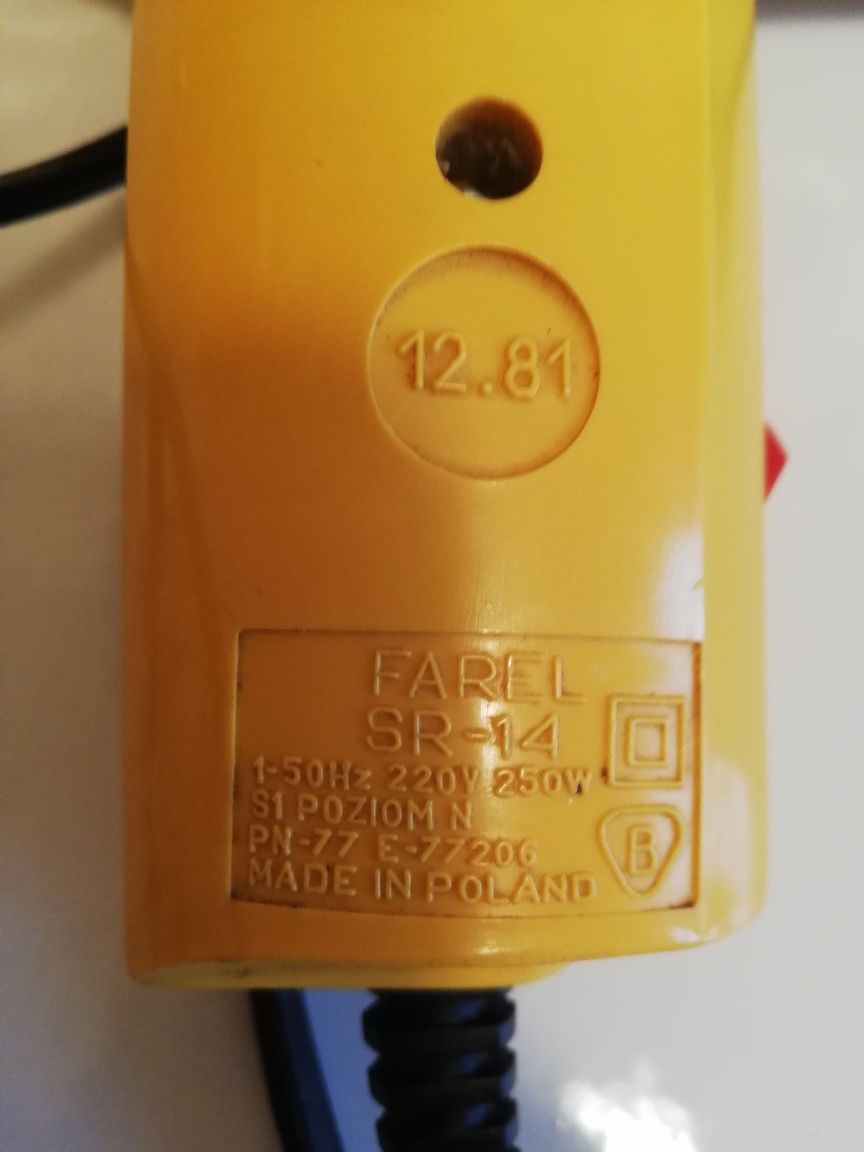 12.81
FAREL
SR-14
1-50Hz 220V 250W
S1 POZIOM N
PN-77 E-77206
MADE IN POLAND
B